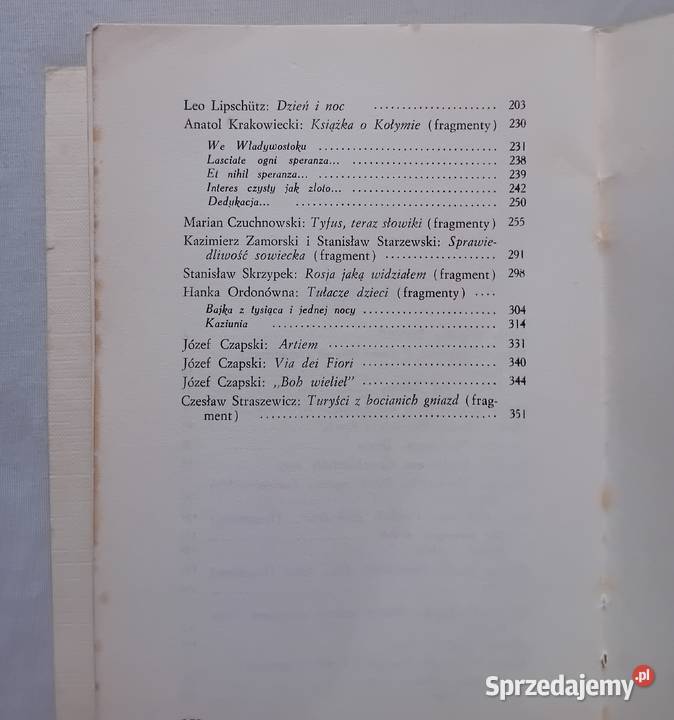 Leo Lipschütz: Dzień i noc ...................... 203
Anatol Krakowiecki: Książka o Kołymie (fragmenty) 230
We Władywostoku ................................ 231
Lasciate ogni speranza... ........................... 238
Et nihil speranza... ................................ 239
Interes czysty jak złoto... ........................... 242
Dedykacja... .................................... 250
Marian Czuchnowski: Tyfus, teraz słowiki (fragmenty) 255
Kazimierz Zamorski i Stanisław Starzewski: Sprawie-
dliwość sowiecka (fragment) .................... 291
Stanisław Skrzypek: Rosja jaką widziałem (fragment) 298
Hanka Ordonówna: Tułacze dzieci (fragmenty) ....
Bajka z tysiąca i jednej nocy ......................... 304
Kaziunia ........................................ 314
Józef Czapski: Artiem ........................... 331
Józef Czapski: Via dei Fiori ........................ 340
Józef Czapski: „Boh wieliel” ........................ 344
Czesław Straszewicz: Turyści z bocianich gniazd (frag-
ment) .......................................... 351
Sprzedajemy.pl